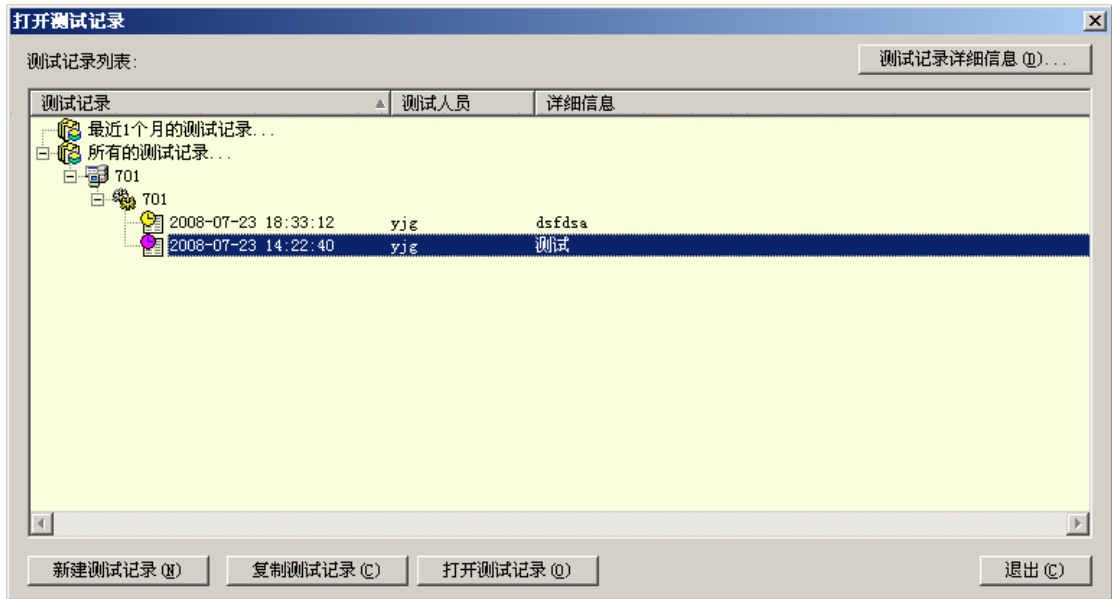 打开测试记录
测试记录列表:
测试记录详细信息(D)...
测试记录 测试人员 详细信息
最近1个月的测试记录...
所有的测试记录...
701
701
2008-07-23 18:33:12 yjg dsfdsa
2008-07-23 14:22:40 yjg 测试
新建测试记录(N) 复制测试记录(C) 打开测试记录(O) 退出(C)